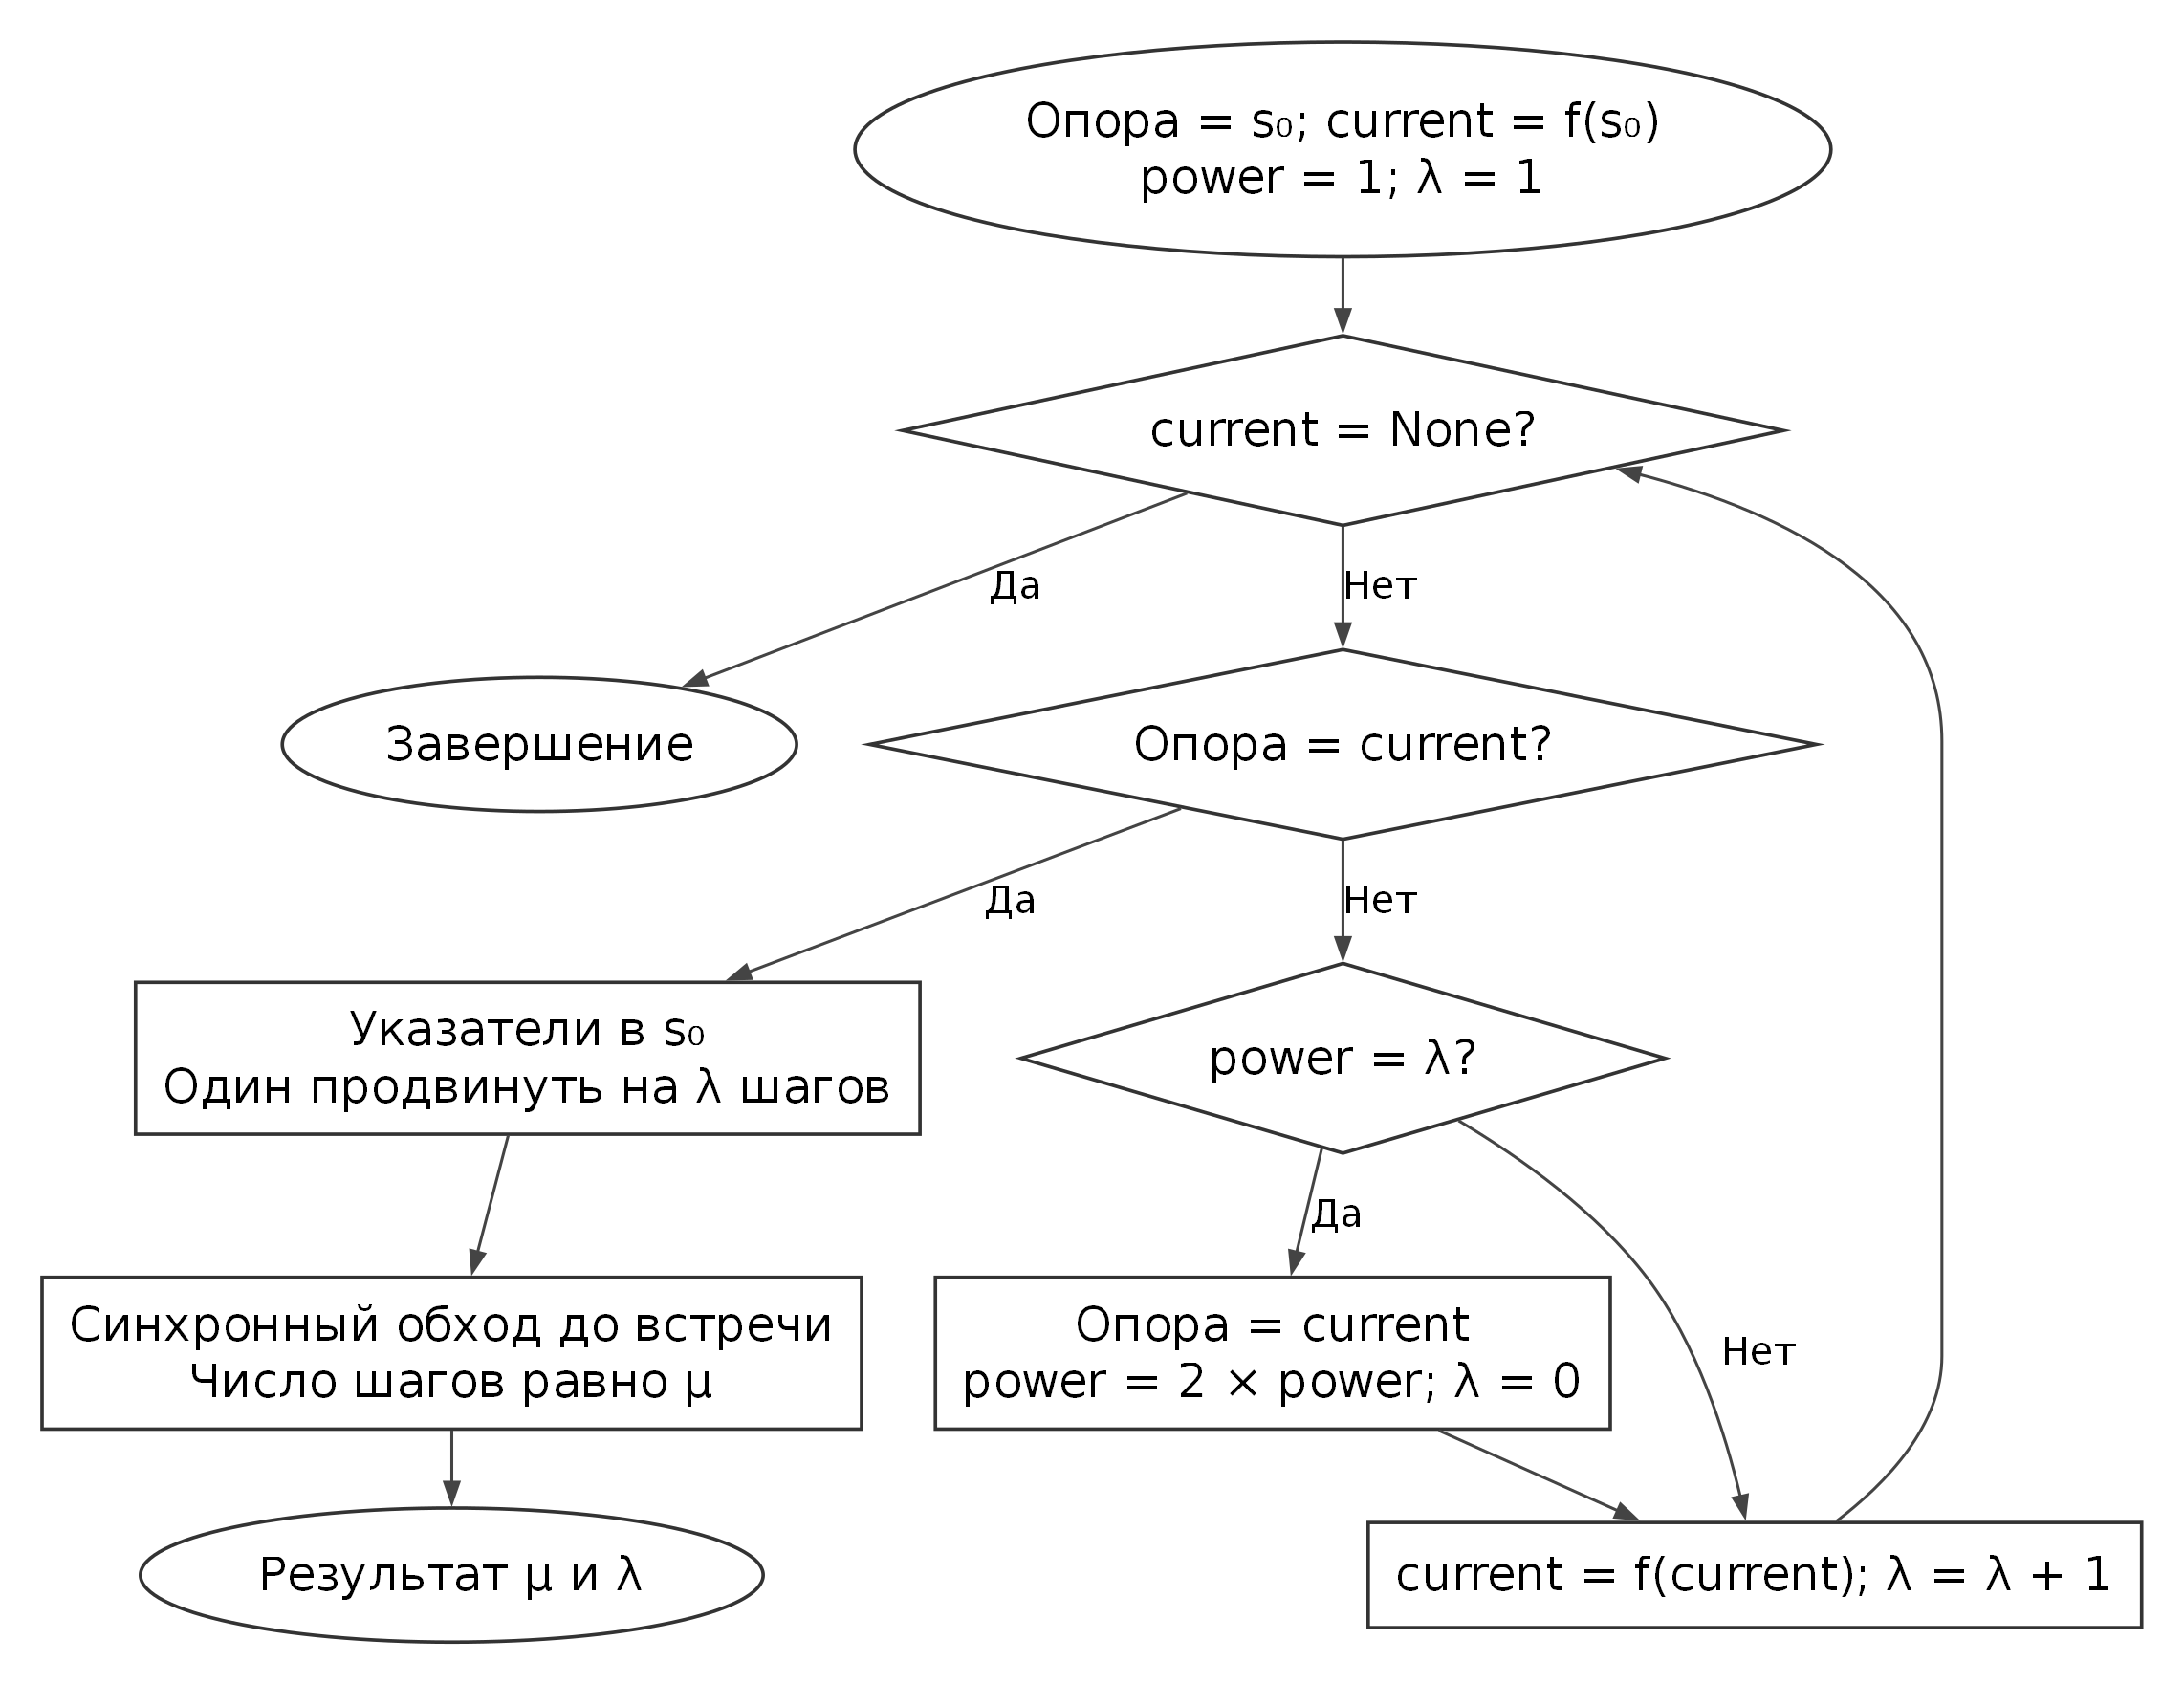 Опора = s₀; current = f(s₀)
power = 1; λ = 1
current = None?
Да
Нет
Завершение
Опора = current?
Да
Нет
Указатели в s₀
Один продвинуть на λ шагов
power = λ?
Да
Нет
Синхронный обход до встречи
Число шагов равно μ
Опора = current
power = 2 × power; λ = 0
Результат μ и λ
current = f(current); λ = λ + 1